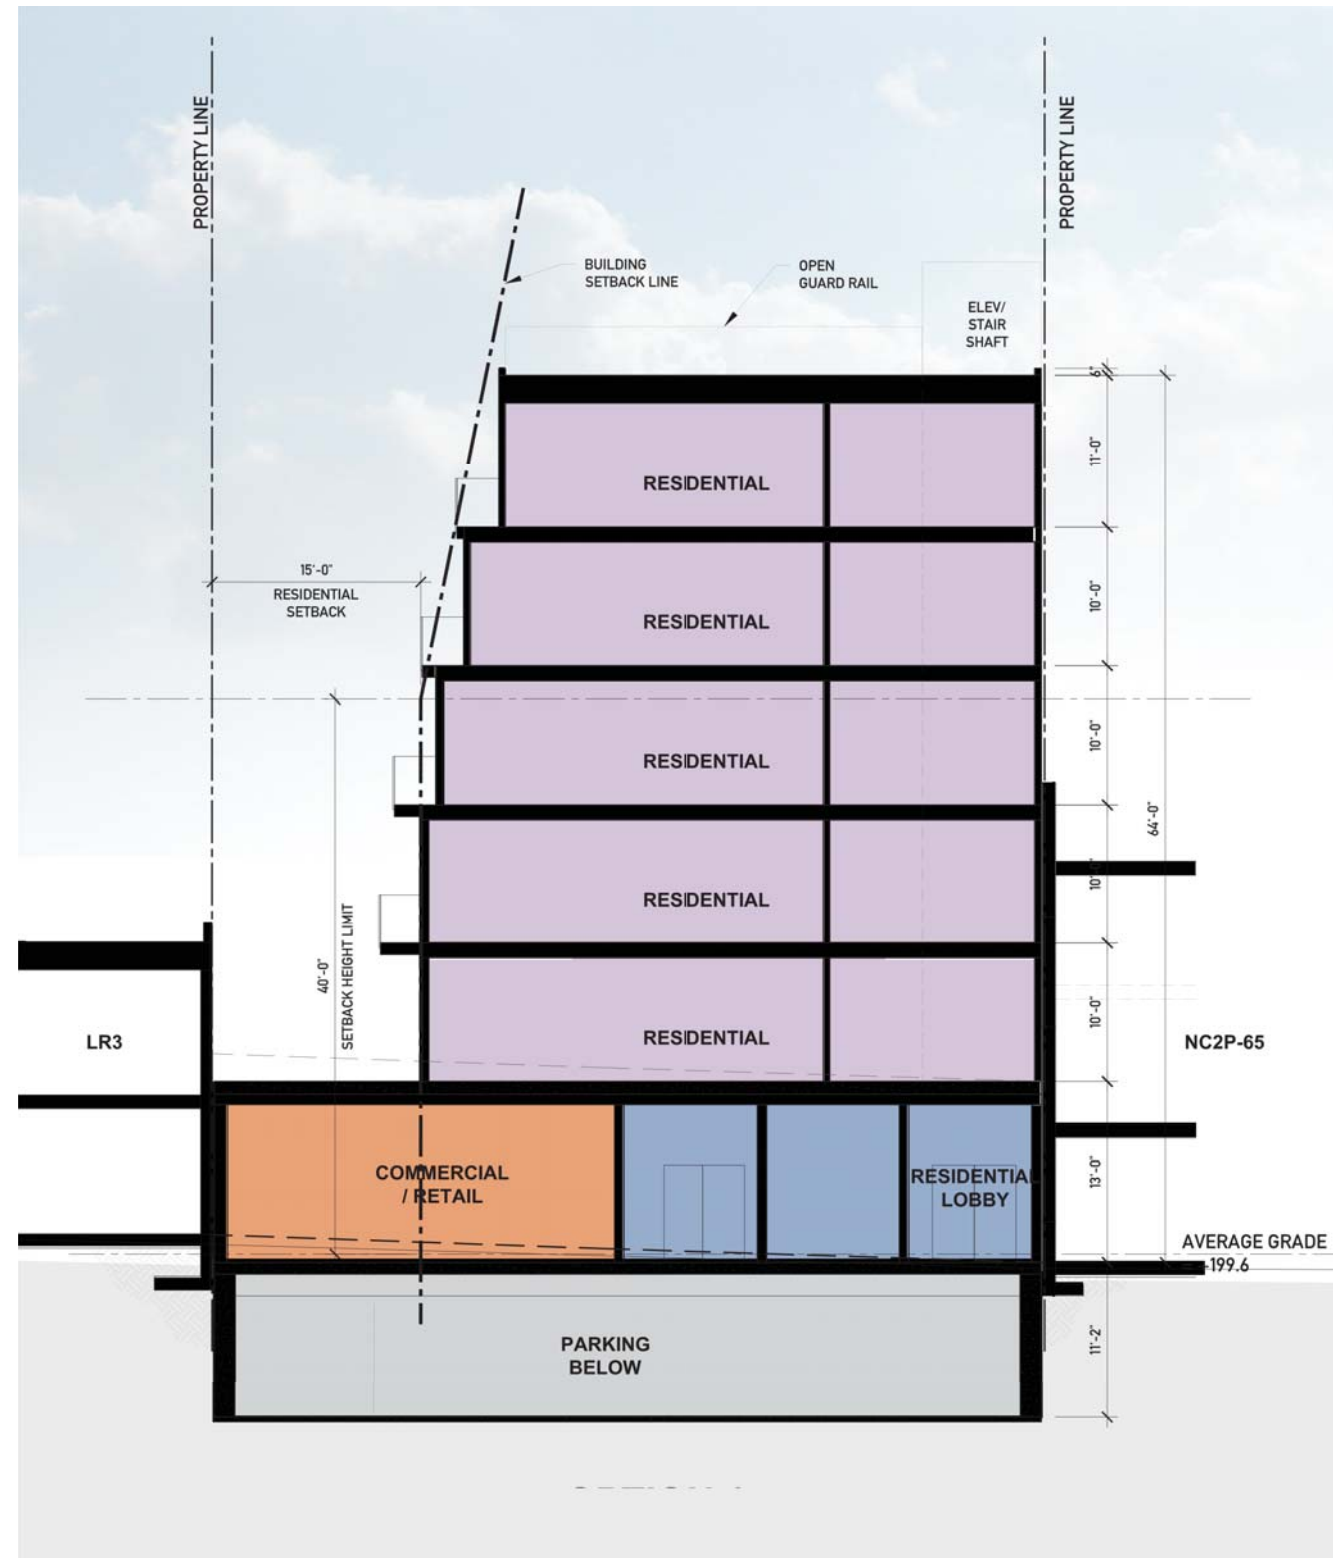 PROPERTY LINE
PROPERTY LINE
BUILDING
SETBACK LINE
OPEN
GUARD RAIL
ELEV/
STAIR
SHAFT
6"
11'-0"
RESIDENTIAL
15'-0"
RESIDENTIAL
SETBACK
10'-0"
RESIDENTIAL
10'-0"
RESIDENTIAL
64'-0"
10'-0"
RESIDENTIAL
40'-0"
SETBACK HEIGHT LIMIT
10'-0"
LR3
RESIDENTIAL
NC2P-65
COMMERCIAL
/ RETAIL
RESIDENTIAL
LOBBY
13'-0"
AVERAGE GRADE
199.6
PARKING
BELOW
11'-2"